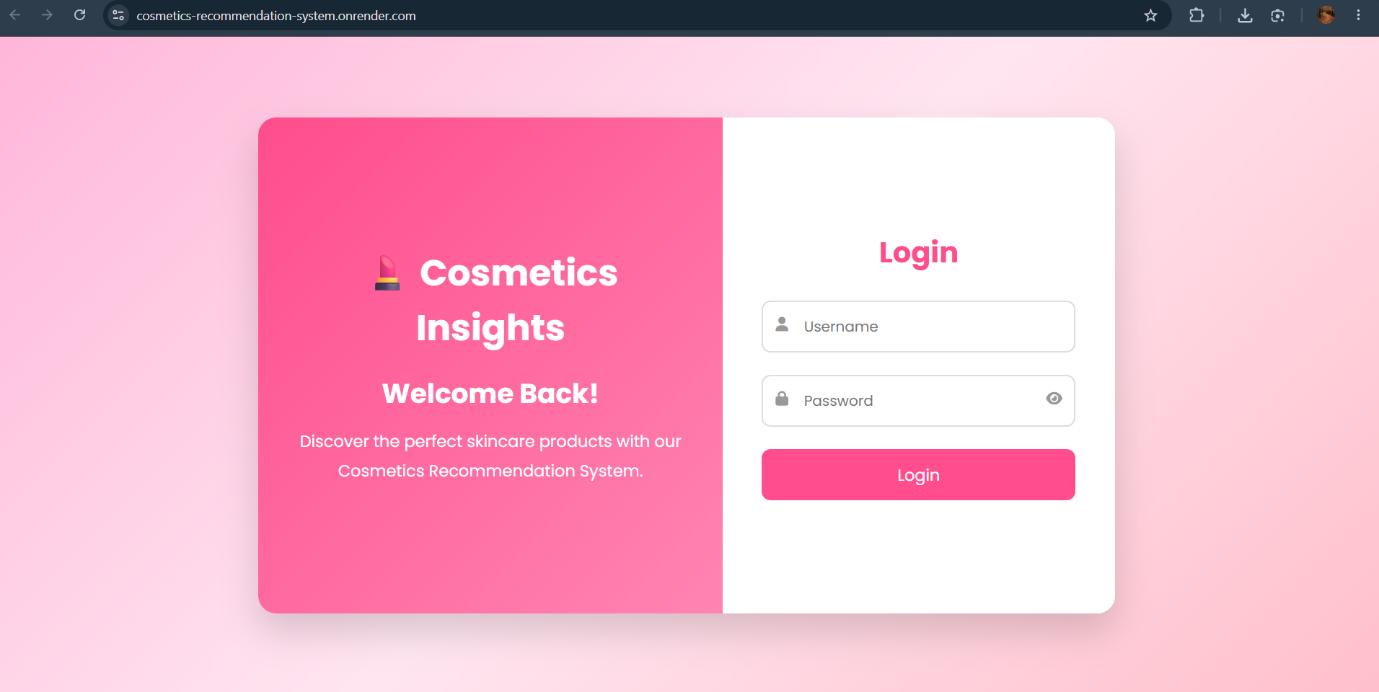 cosmetics-recommendation-system.onrender.com
Cosmetics
Insights
Welcome Back!
Discover the perfect skincare products with our
Cosmetics Recommendation System.
Login
Username
Password
Login